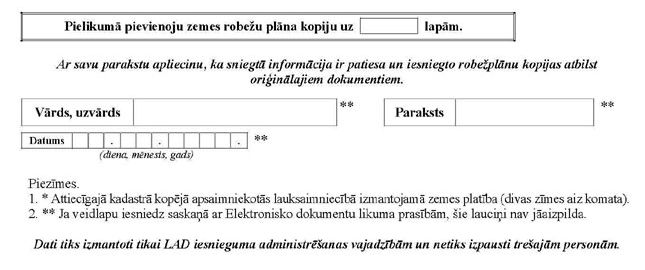 Pielikumā pievienoju zemes robežu plāna kopiju uz lapām.
Ar savu parakstu apliecinu, ka sniegtā informācija ir patiesa un iesniegto robežplānu kopijas atbilst
oriģinālajiem dokumentiem.
Vārds, uzvārds ** Paraksts **
Datums . . . **
(diena, mēnesis, gads)
Piezīmes.
1. * Attiecīgajā kadastrā kopējā apsaimniekotās lauksaimniecībā izmantojamā zemes platība (divas zīmes aiz komata).
2. ** Ja veidlapu iesniedz saskaņā ar Elektronisko dokumentu likuma prasībām, šie lauciņi nav jāaizpilda.
Dati tiks izmantoti tikai LAD iesnieguma administrēšanas vajadzībām un netiks izpausti trešajām personām.